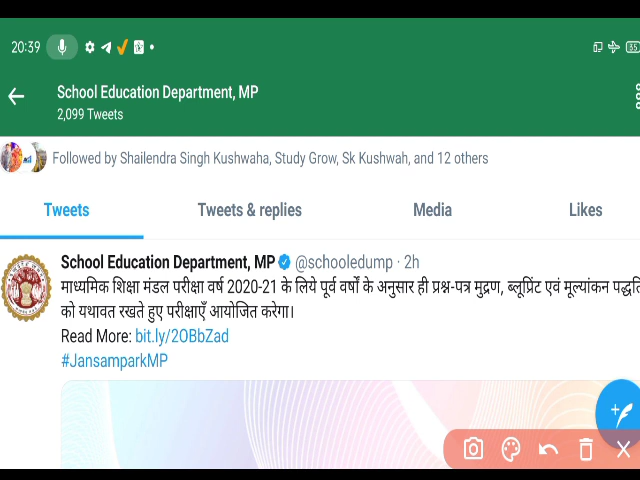 20:39
School Education Department, MP
2,099 Tweets
Followed by Shailendra Singh Kushwaha, Study Grow, Sk Kushwah, and 12 others
Tweets Tweets & replies Media Likes
School Education Department, MP @schooledump · 2h
माध्यमिक शिक्षा मंडल परीक्षा वर्ष 2020-21 के लिये पूर्व वर्षों के अनुसार ही प्रश्न-पत्र मुद्रण, ब्लूप्रिंट एवं मूल्यांकन पद्धति
को यथावत रखते हुए परीक्षाएँ आयोजित करेगा।
Read More: bit.ly/2OBbZad
#JansamparkMP